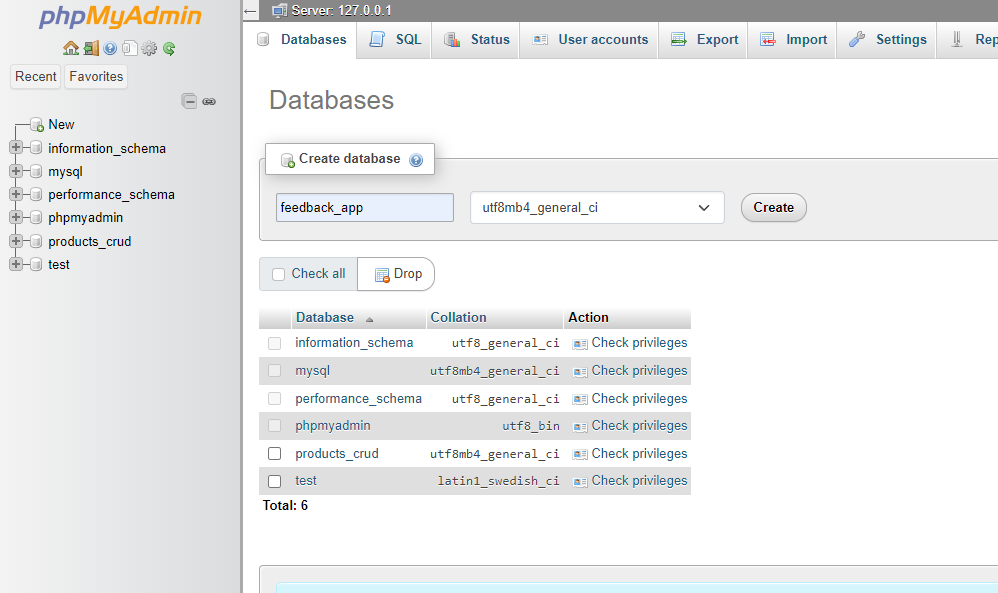 phpMyAdmin
Recent Favorites
New
information_schema
mysql
performance_schema
phpmyadmin
products_crud
test
Server: 127.0.0.1
Databases SQL Status User accounts Export Import Settings Rep
Databases
Create database
feedback_app utf8mb4_general_ci Create
Check all Drop
Database Collation Action
information_schema utf8_general_ci Check privileges
mysql utf8mb4_general_ci Check privileges
performance_schema utf8_general_ci Check privileges
phpmyadmin utf8_bin Check privileges
products_crud utf8mb4_general_ci Check privileges
test latin1_swedish_ci Check privileges
Total: 6